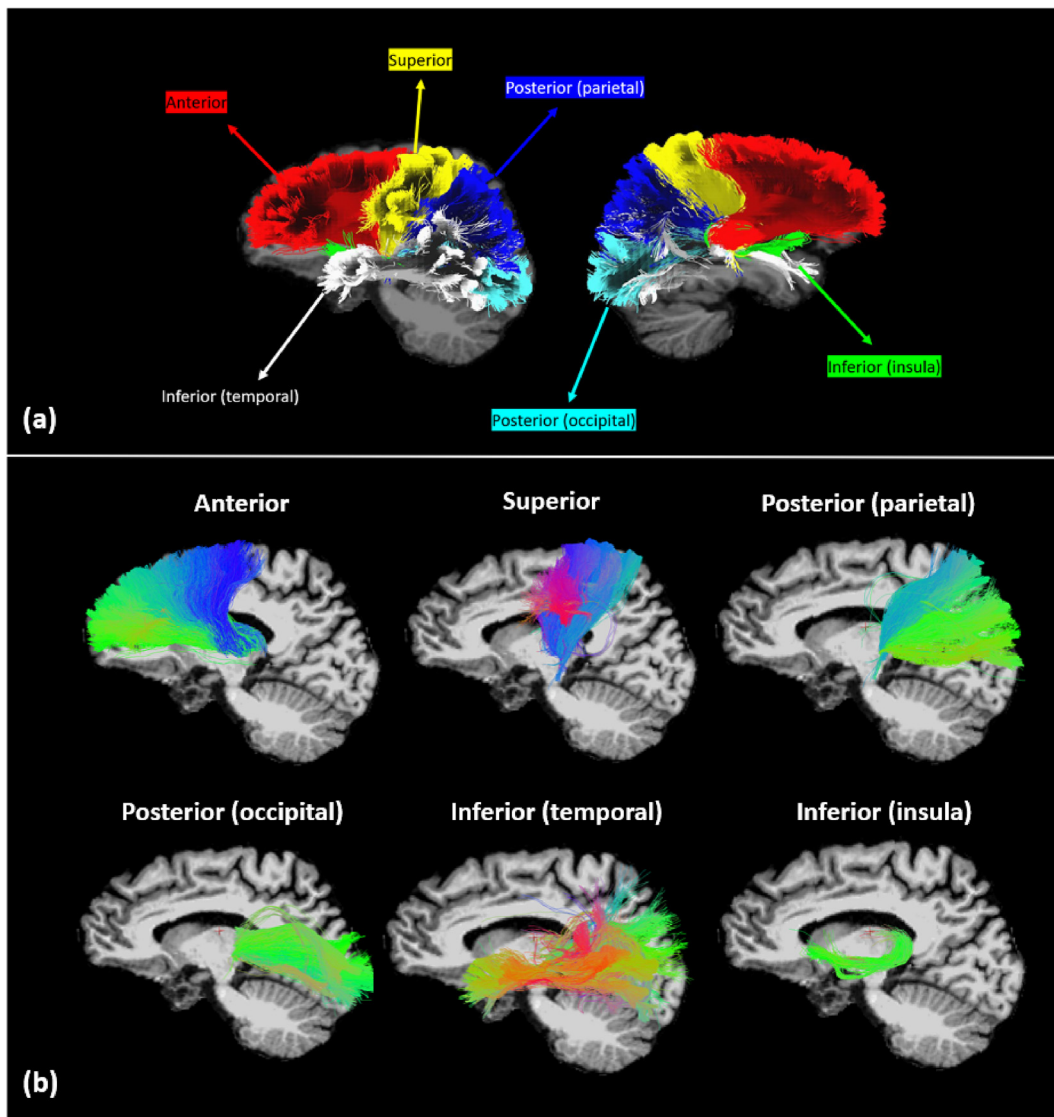 Superior
Posterior (parietal)
Anterior
Inferior (insula)
Inferior (temporal)
Posterior (occipital)
(a)
Anterior
Superior
Posterior (parietal)
Posterior (occipital)
Inferior (temporal)
Inferior (insula)
(b)